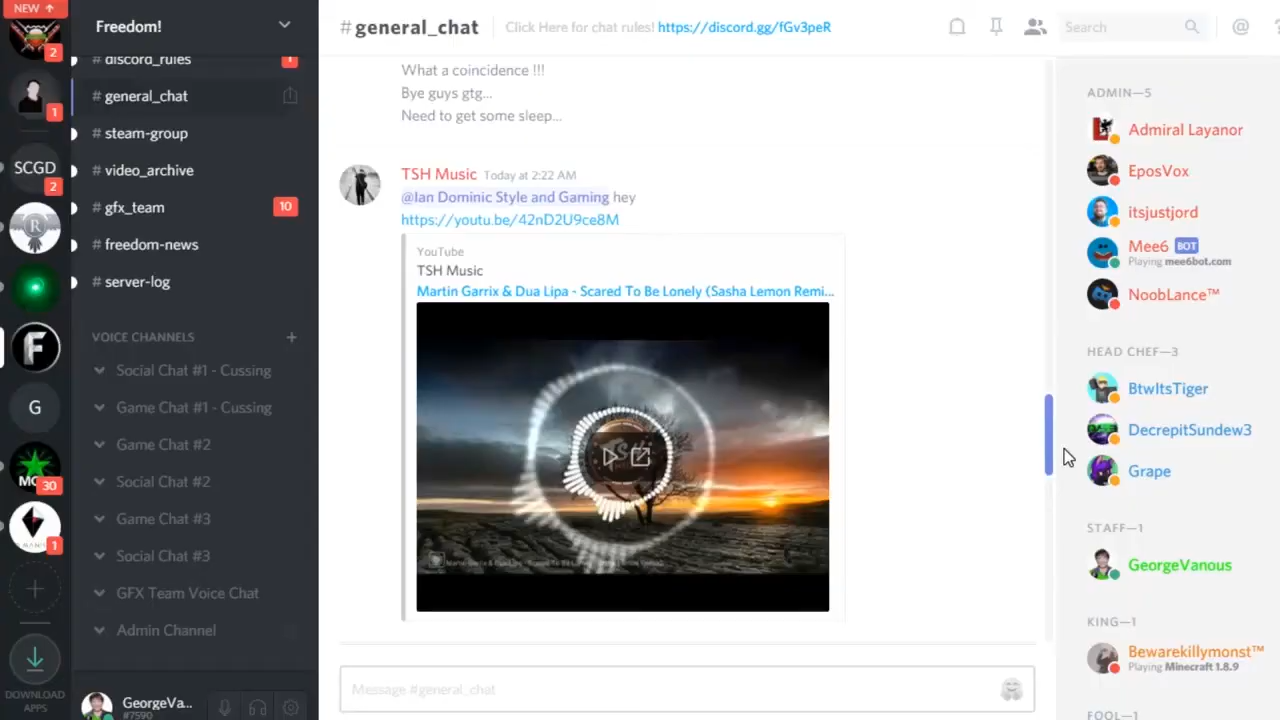 NEW ↑
2
1
SCGD
2
G
MC
30
1
DOWNLOAD
APPS
Freedom!
# discord_rules
1
# general_chat
# steam-group
# video_archive
# gfx_team
10
# freedom-news
# server-log
VOICE CHANNELS
Social Chat #1 - Cussing
Game Chat #1 - Cussing
Game Chat #2
Social Chat #2
Game Chat #3
Social Chat #3
GFX Team Voice Chat
Admin Channel
GeorgeVa...
#7590
#general_chat
Click Here for chat rules! https://discord.gg/fGv3peR
Search
What a coincidence !!!
Bye guys gtg...
Need to get some sleep...
TSH Music Today at 2:22 AM
@Ian Dominic Style and Gaming hey
https://youtu.be/42nD2U9ce8M
YouTube
TSH Music
Martin Garrix & Dua Lipa - Scared To Be Lonely (Sasha Lemon Remi...
Message #general_chat
ADMIN—5
Admiral Layanor
EposVox
itsjustjord
Mee6 BOT
Playing mee6bot.com
NoobLance™
HEAD CHEF—3
BtwItsTiger
DecrepitSundew3
Grape
STAFF—1
GeorgeVanous
KING—1
Bewarekillymonst™
Playing Minecraft 1.8.9
FOOL—1